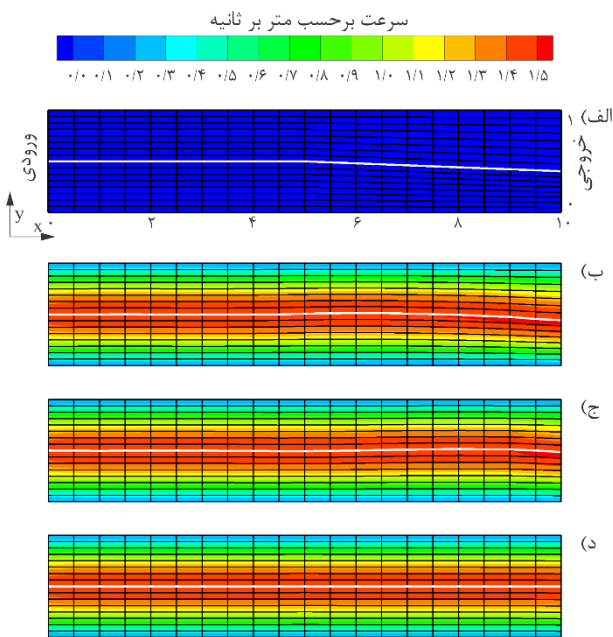 سرعت برحسب متر بر ثانیه
۰/۰ ۰/۱ ۰/۲ ۰/۳ ۰/۴ ۰/۵ ۰/۶ ۰/۷ ۰/۸ ۰/۹ ۱/۰ ۱/۱ ۱/۲ ۱/۳ ۱/۴ ۱/۵
الف)
۱
ورودی
خروجی
۰
y
x
۰ ۲ ۴ ۶ ۸ ۱۰
ب)
ج)
د)